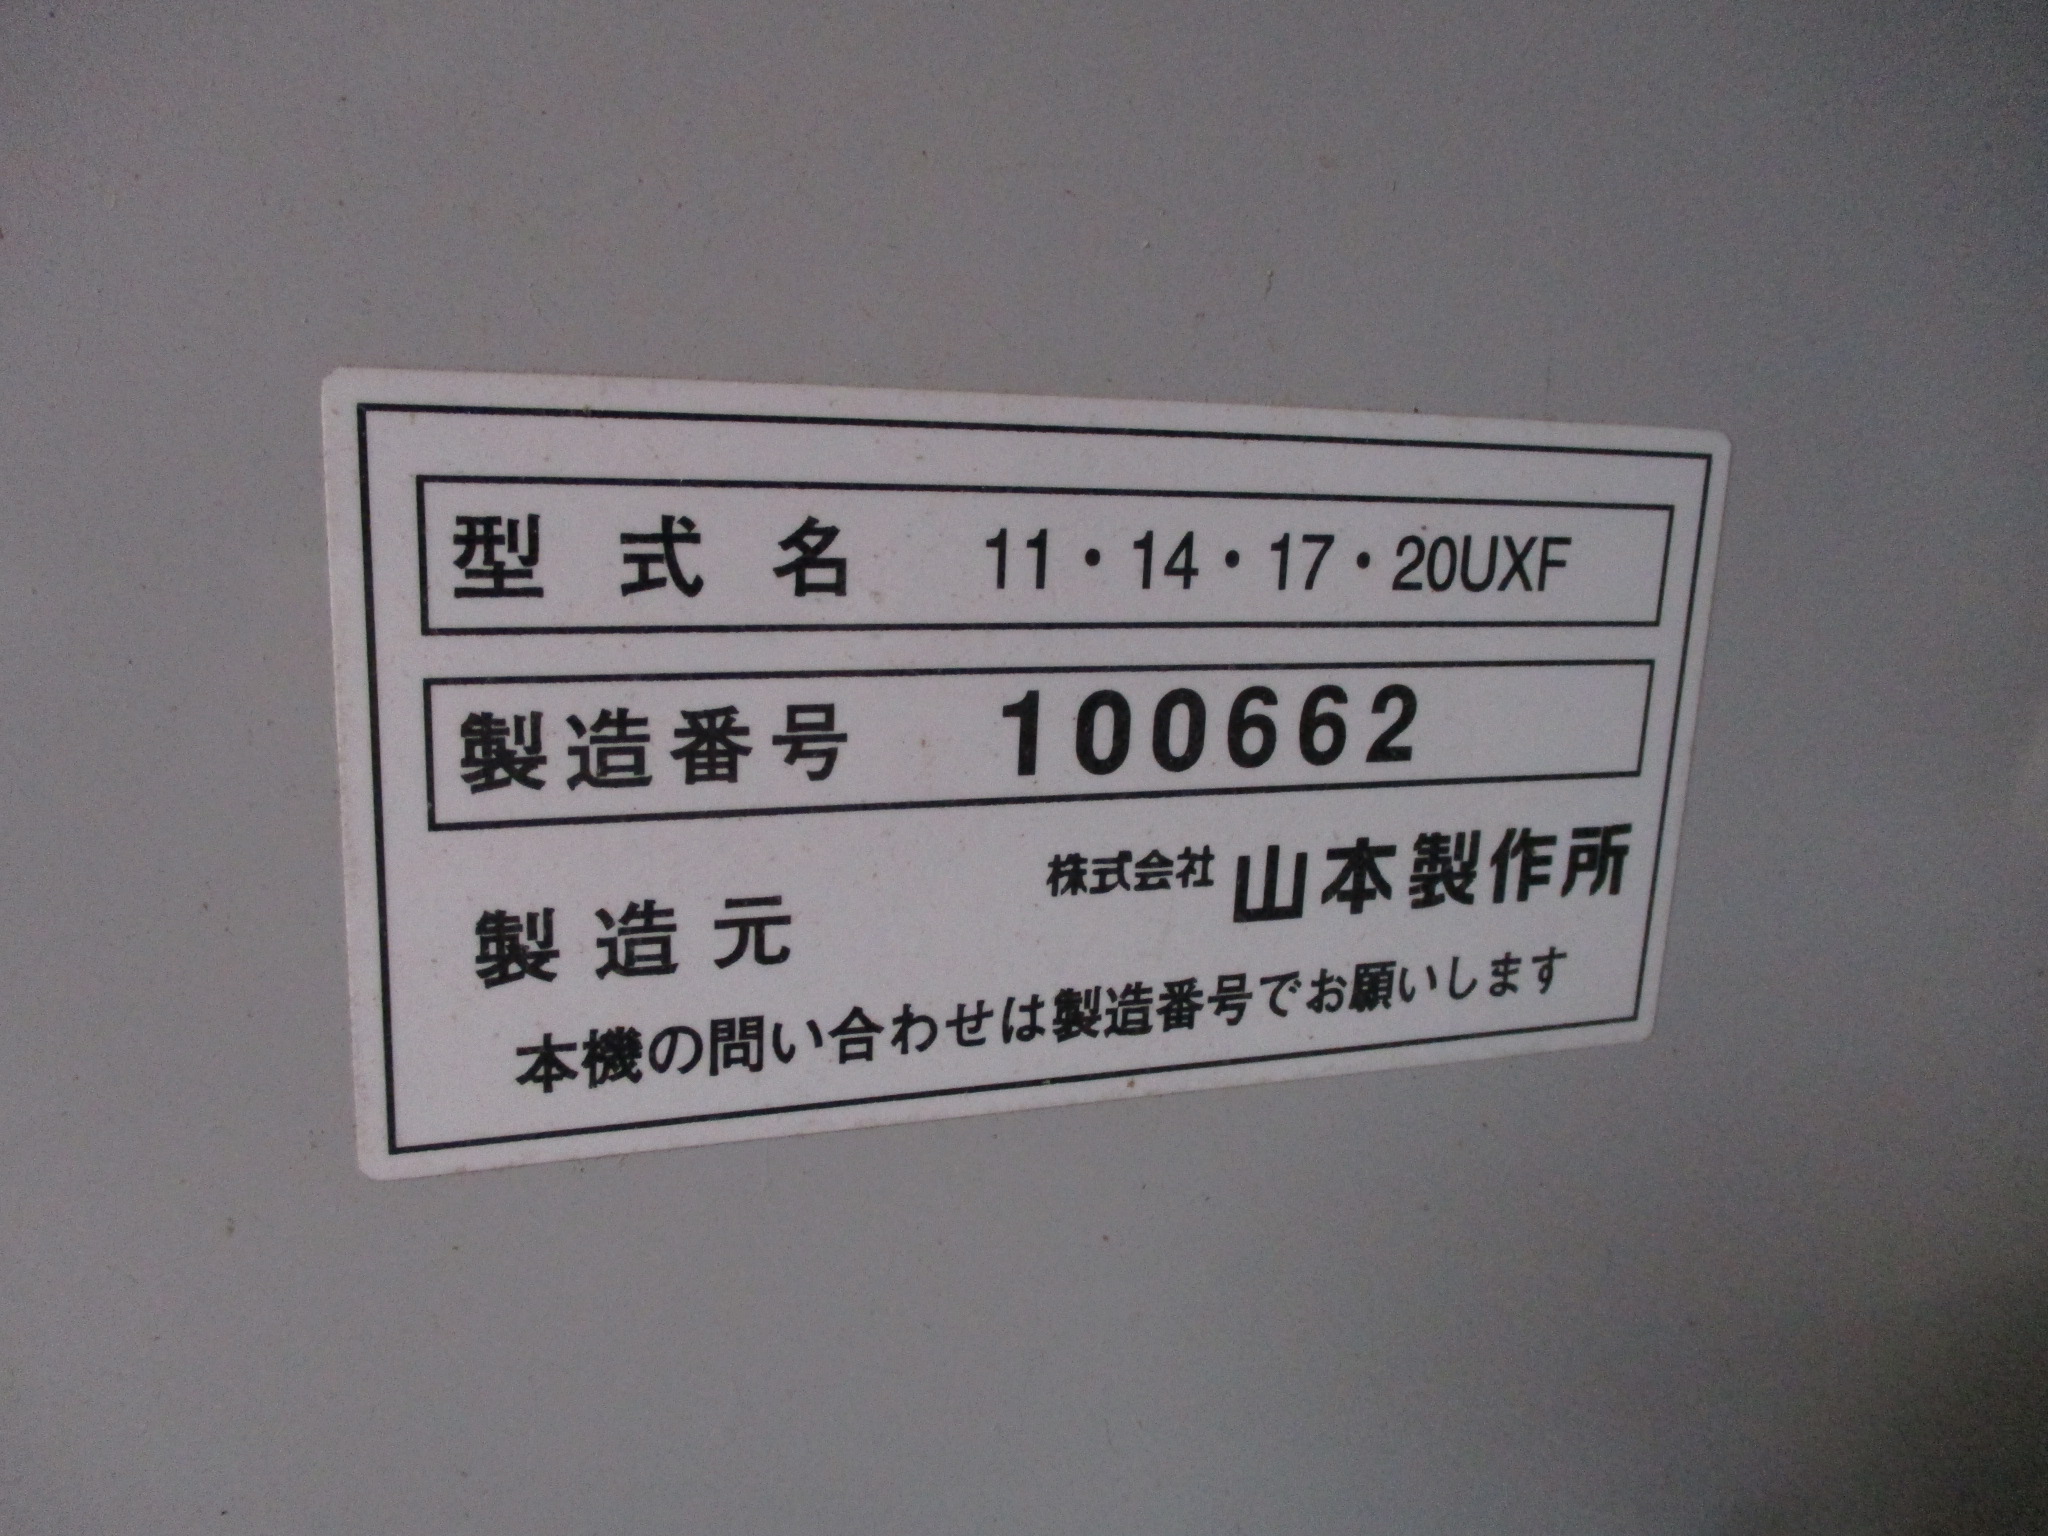 型式名 11・14・17・20UXF
製造番号 100662
製造元 株式会社 山本製作所
本機の問い合わせは製造番号でお願いします